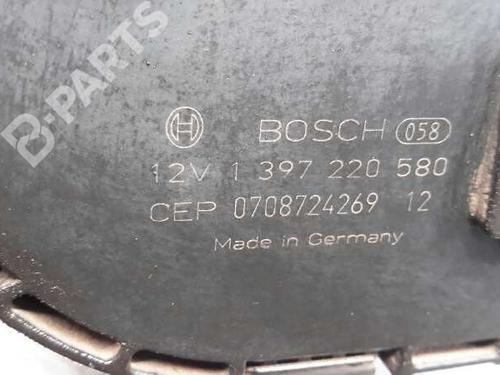 B-PARTS
BOSCH 058
12V 1 397 220 580
CEP 0708724269 12
Made in Germany